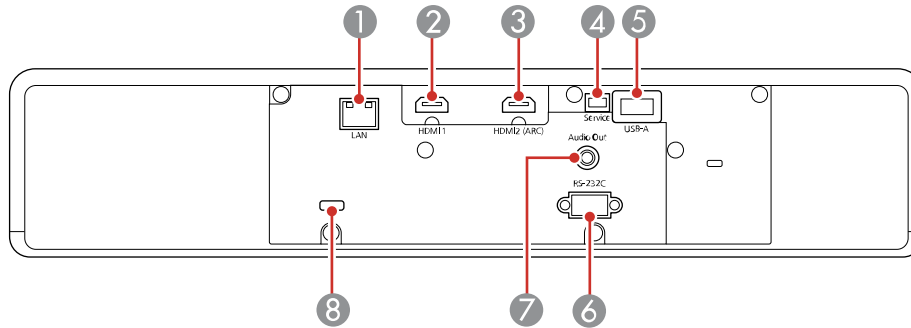 1 2 3 4 5
LAN
HDMI1
HDMI2 (ARC)
Service
USB-A
Audio Out
RS-232C
8 7 6